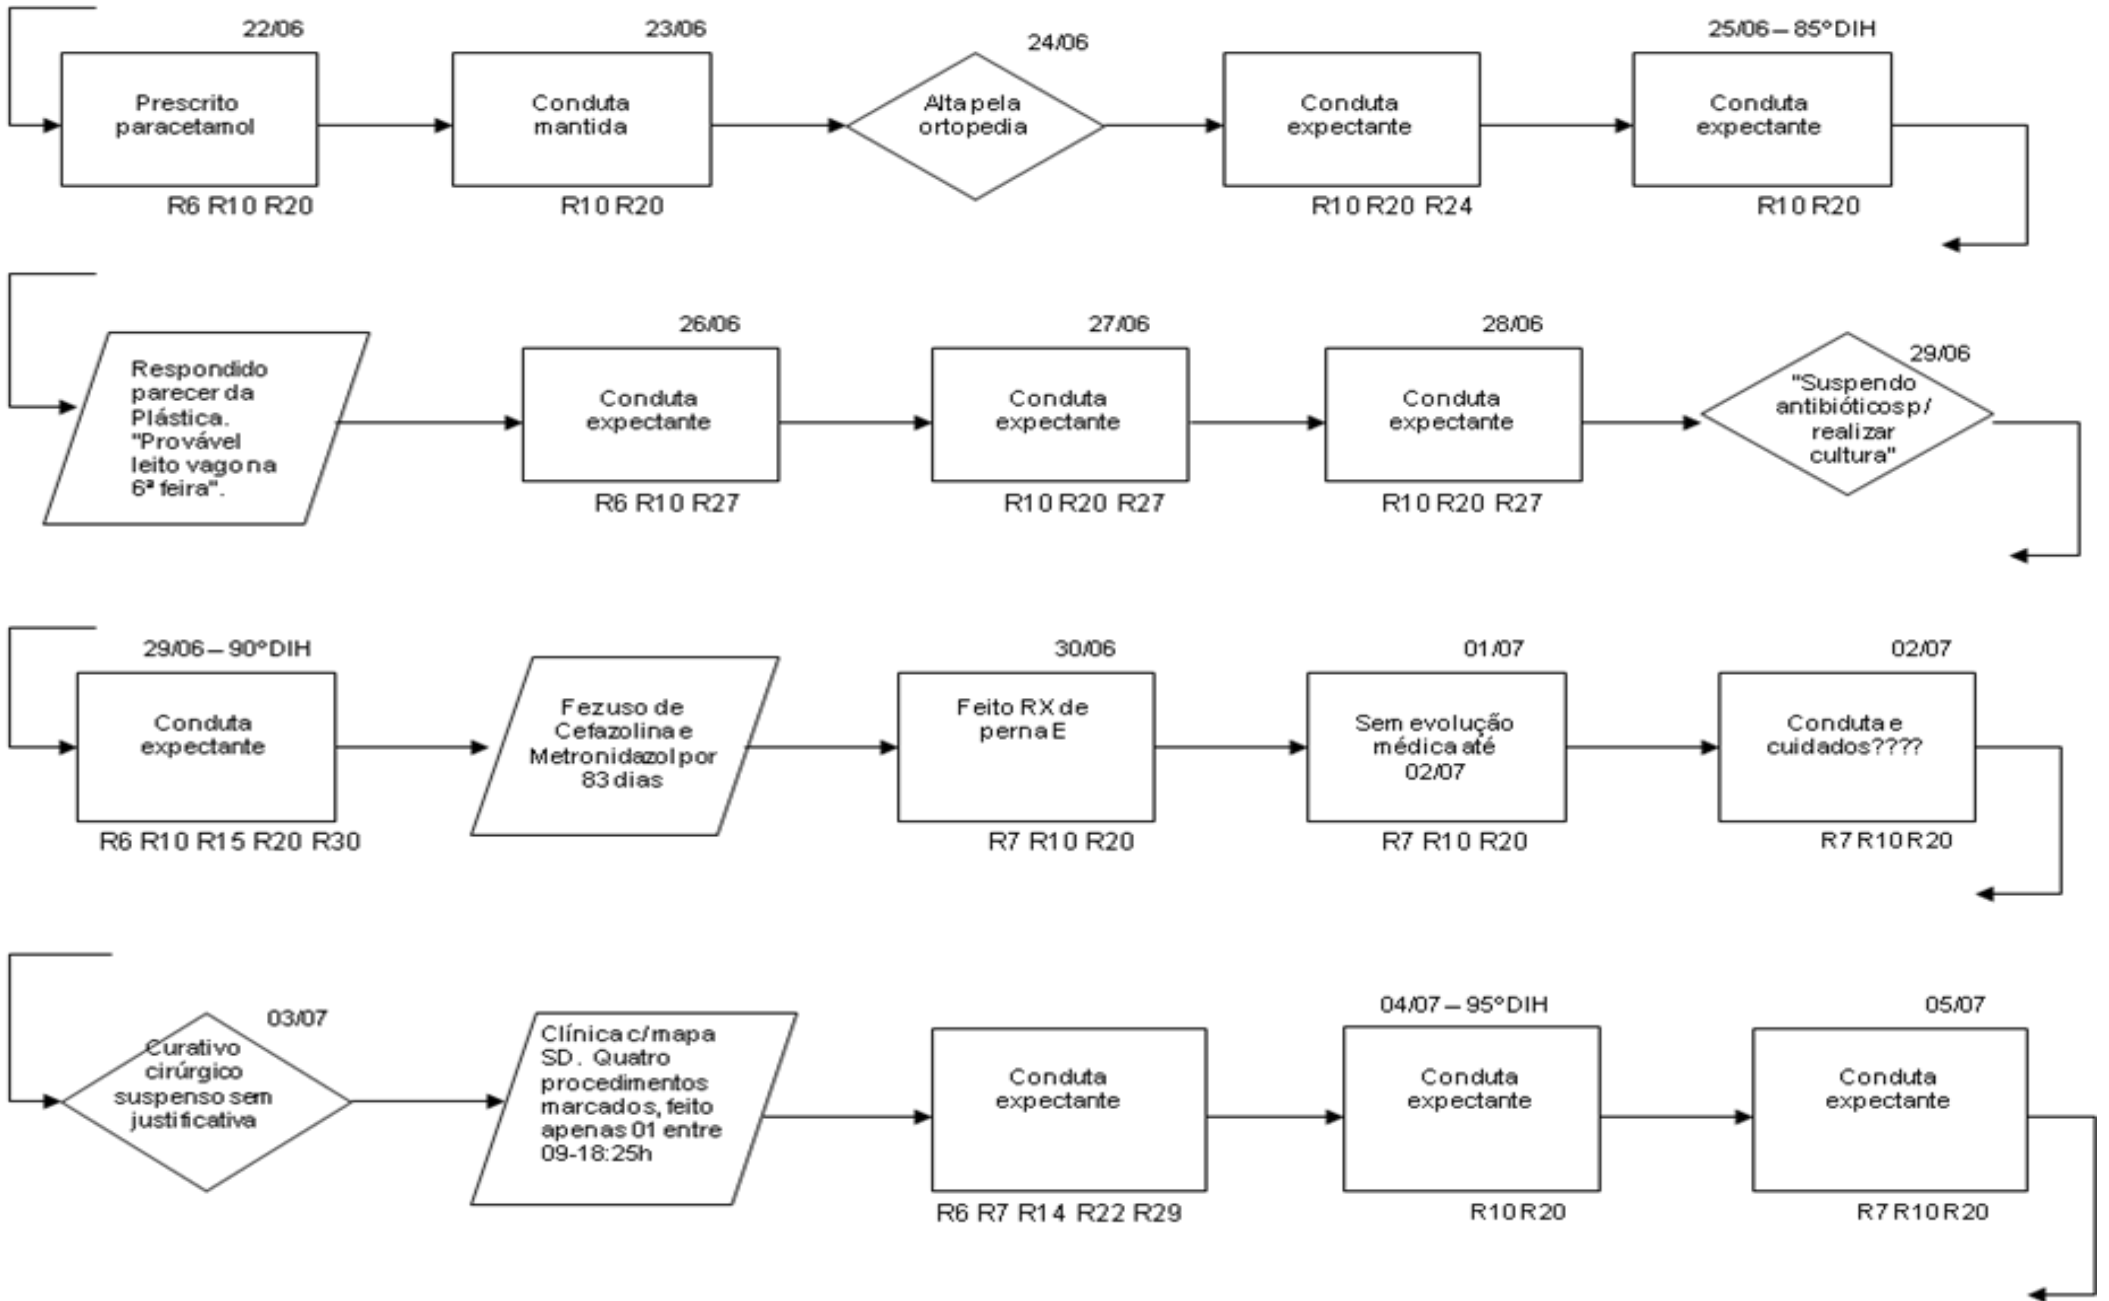 22/06
Prescrito
paracetamol
R6 R10 R20
23/06
Conduta
mantida
R10 R20
24/06
Alta pela
ortopedia
Conduta
expectante
R10 R20 R24
25/06 – 85º DIH
Conduta
expectante
R10 R20
Respondido
parecer da
Plástica.
"Provável
leito vago na
6ª feira".
26/06
Conduta
expectante
R6 R10 R27
27/06
Conduta
expectante
R10 R20 R27
28/06
Conduta
expectante
R10 R20 R27
29/06
"Suspendo
antibióticos p/
realizar
cultura"
29/06 – 90º DIH
Conduta
expectante
R6 R10 R15 R20 R30
Fez uso de
Cefazolina e
Metronidazol por
83 dias
30/06
Feito RX de
perna E
R7 R10 R20
01/07
Sem evolução
médica até
02/07
R7 R10 R20
02/07
Conduta e
cuidados????
R7 R10 R20
03/07
Curativo
cirúrgico
suspenso sem
justificativa
Clínica c/ mapa
SD. Quatro
procedimentos
marcados, feito
apenas 01 entre
09-18:25h
Conduta
expectante
R6 R7 R14 R22 R29
04/07 – 95º DIH
Conduta
expectante
R10 R20
05/07
Conduta
expectante
R7 R10 R20